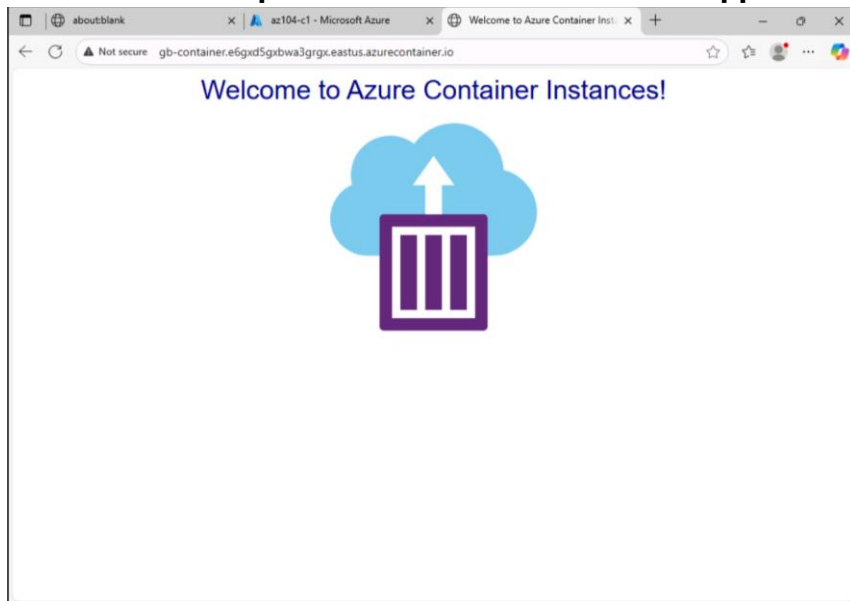 about:blank
az104-c1 - Microsoft Azure
Welcome to Azure Container Inst
Not secure
gb-container.e6gxd5gxbwa3grgx.eastus.azurecontainer.io
Welcome to Azure Container Instances!